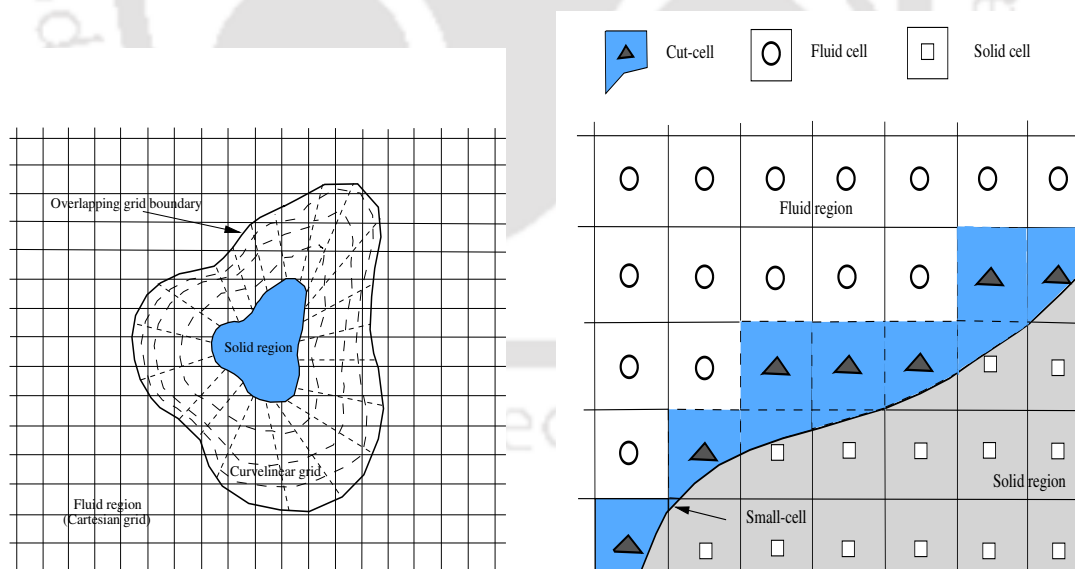 Overlapping grid boundary
Solid region
Curvelinear grid
Fluid region
(Cartesian grid)
Cut-cell
Fluid cell
Solid cell
Fluid region
Solid region
Small-cell